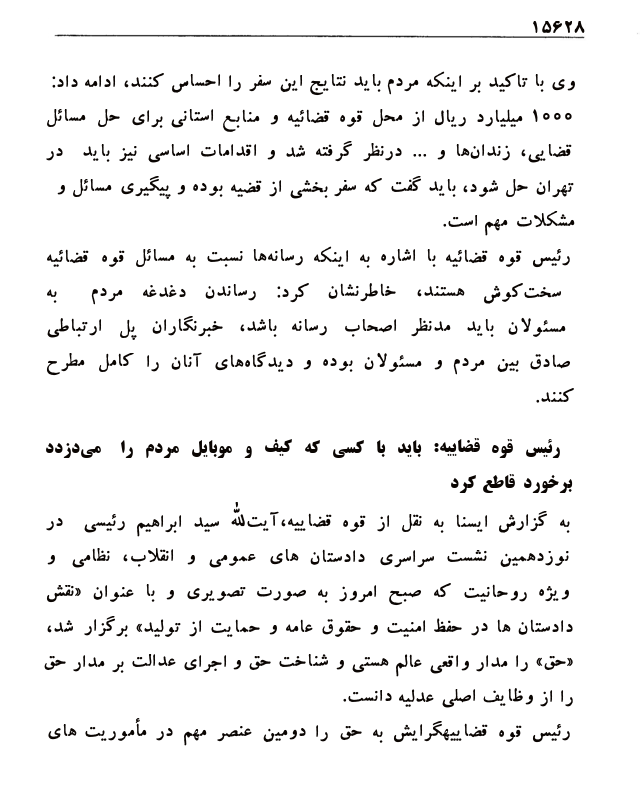 ۱۵۶۲۸
وی با تاکید بر اینکه مردم باید نتایج این سفر را احساس کنند، ادامه داد:
۱۰۰۰ میلیارد ریال از محل قوه قضائیه و منابع استانی برای حل مسائل
قضایی، زندان‌ها و ... درنظر گرفته شد و اقدامات اساسی نیز باید در
تهران حل شود، باید گفت که سفر بخشی از قضیه بوده و پیگیری مسائل و
مشکلات مهم است.
رئیس قوه قضائیه با اشاره به اینکه رسانه‌ها نسبت به مسائل قوه قضائیه
سخت‌کوش هستند، خاطرنشان کرد: رساندن دغدغه مردم به
مسئولان باید مدنظر اصحاب رسانه باشد، خبرنگاران پل ارتباطی
صادق بین مردم و مسئولان بوده و دیدگاه‌های آنان را کامل مطرح
کنند.
رئیس قوه قضاییه: باید با کسی که کیف و موبایل مردم را می‌دزدد
برخورد قاطع کرد
به گزارش ایسنا به نقل از قوه قضاییه،آیت‌الله سید ابراهیم رئیسی در
نوزدهمین نشست سراسری دادستان های عمومی و انقلاب، نظامی و
ویژه روحانیت که صبح امروز به صورت تصویری و با عنوان «نقش
دادستان ها در حفظ امنیت و حقوق عامه و حمایت از تولید» برگزار شد،
«حق» را مدار واقعی عالم هستی و شناخت حق و اجرای عدالت بر مدار حق
را از وظایف اصلی عدلیه دانست.
رئیس قوه قضاییهگرایش به حق را دومین عنصر مهم در مأموریت های